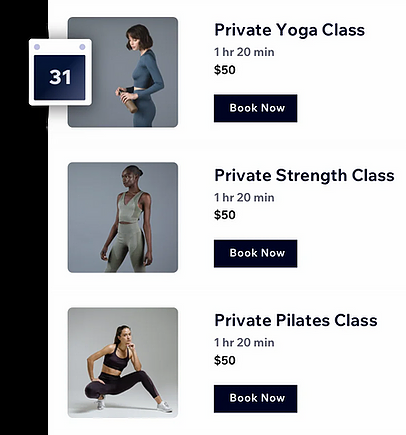 31
Private Yoga Class
1 hr 20 min
$50
Book Now
Private Strength Class
1 hr 20 min
$50
Book Now
Private Pilates Class
1 hr 20 min
$50
Book Now